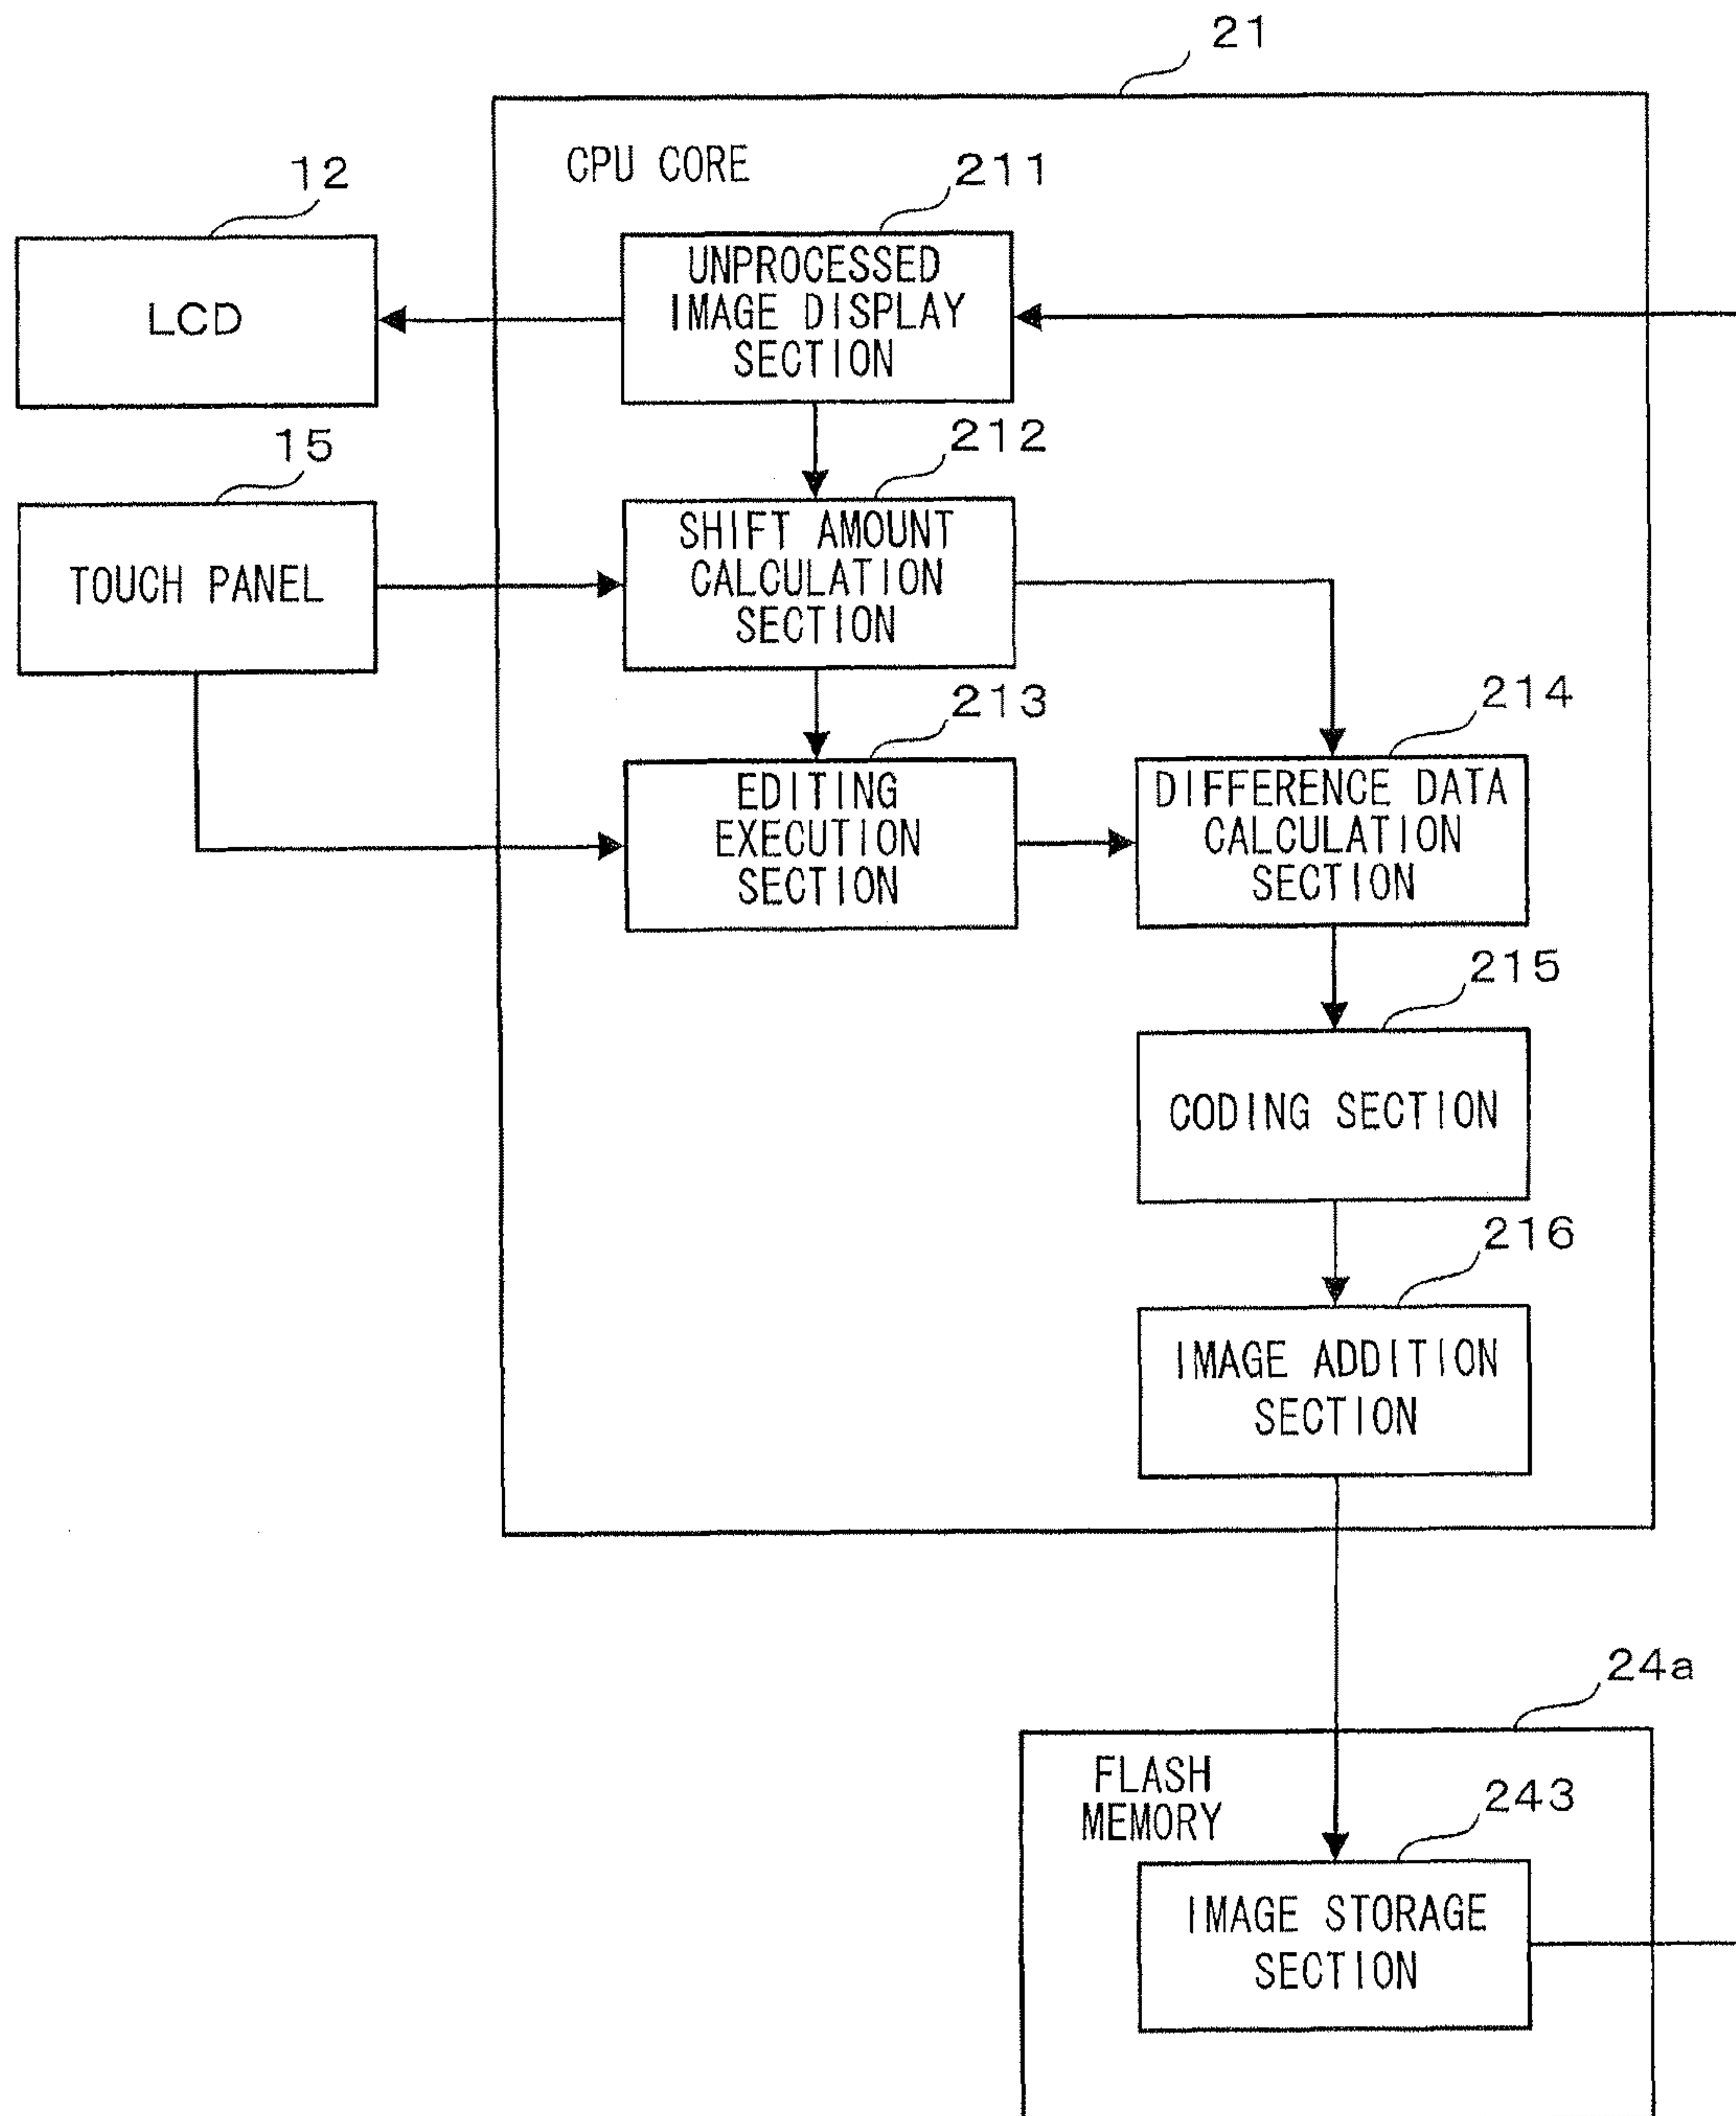 21
CPU CORE
12
LCD
211
UNPROCESSED
IMAGE DISPLAY
SECTION
15
TOUCH PANEL
212
SHIFT AMOUNT
CALCULATION
SECTION
213
EDITING
EXECUTION
SECTION
214
DIFFERENCE DATA
CALCULATION
SECTION
215
CODING SECTION
216
IMAGE ADDITION
SECTION
24a
FLASH
MEMORY
243
IMAGE STORAGE
SECTION